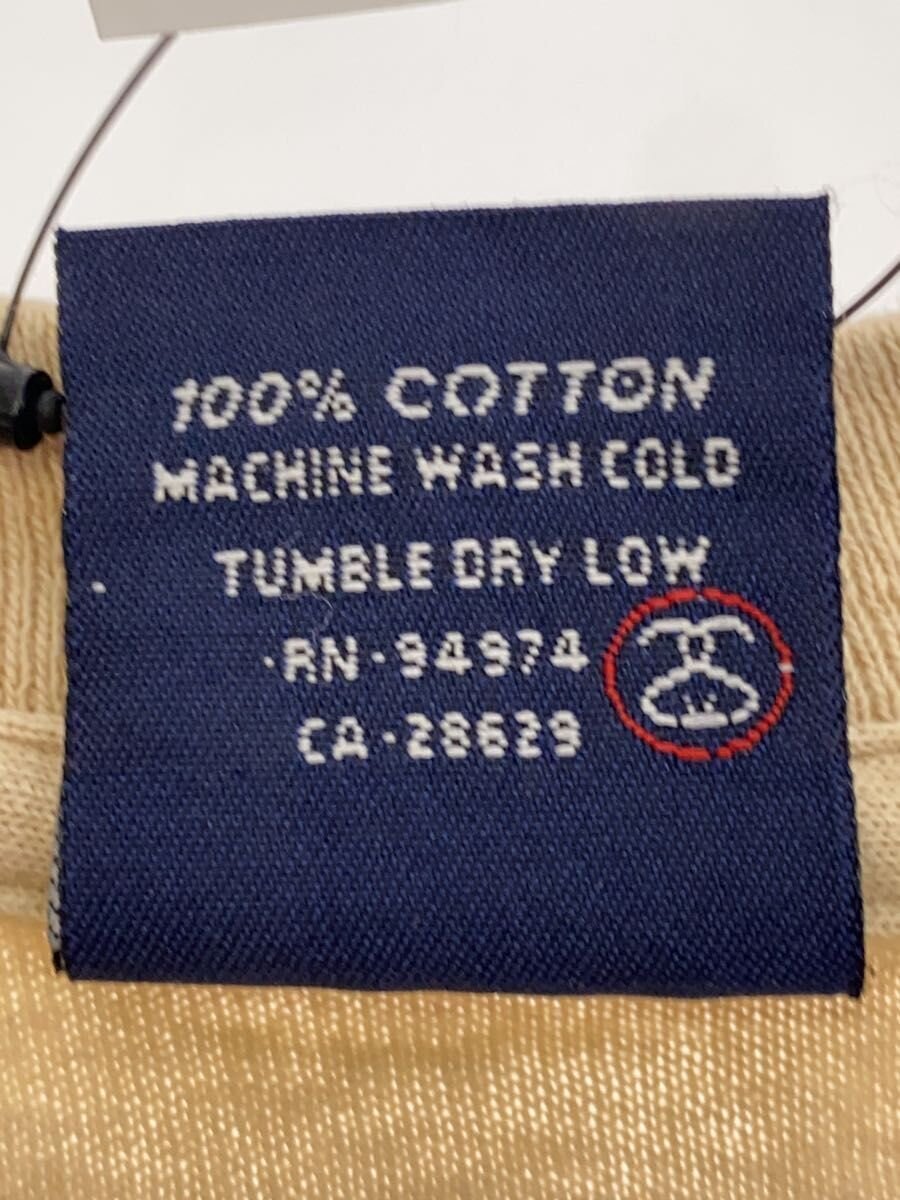 100% COTTON
MACHINE WASH COLD
TUMBLE DRY LOW
·RN·94974
CA·28629